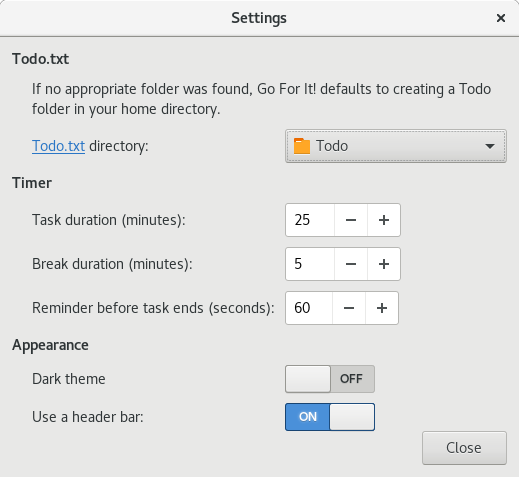 Settings
Todo.txt
If no appropriate folder was found, Go For It! defaults to creating a Todo
folder in your home directory.
Todo.txt directory: Todo
Timer
Task duration (minutes): 25
Break duration (minutes): 5
Reminder before task ends (seconds): 60
Appearance
Dark theme OFF
Use a header bar: ON
Close